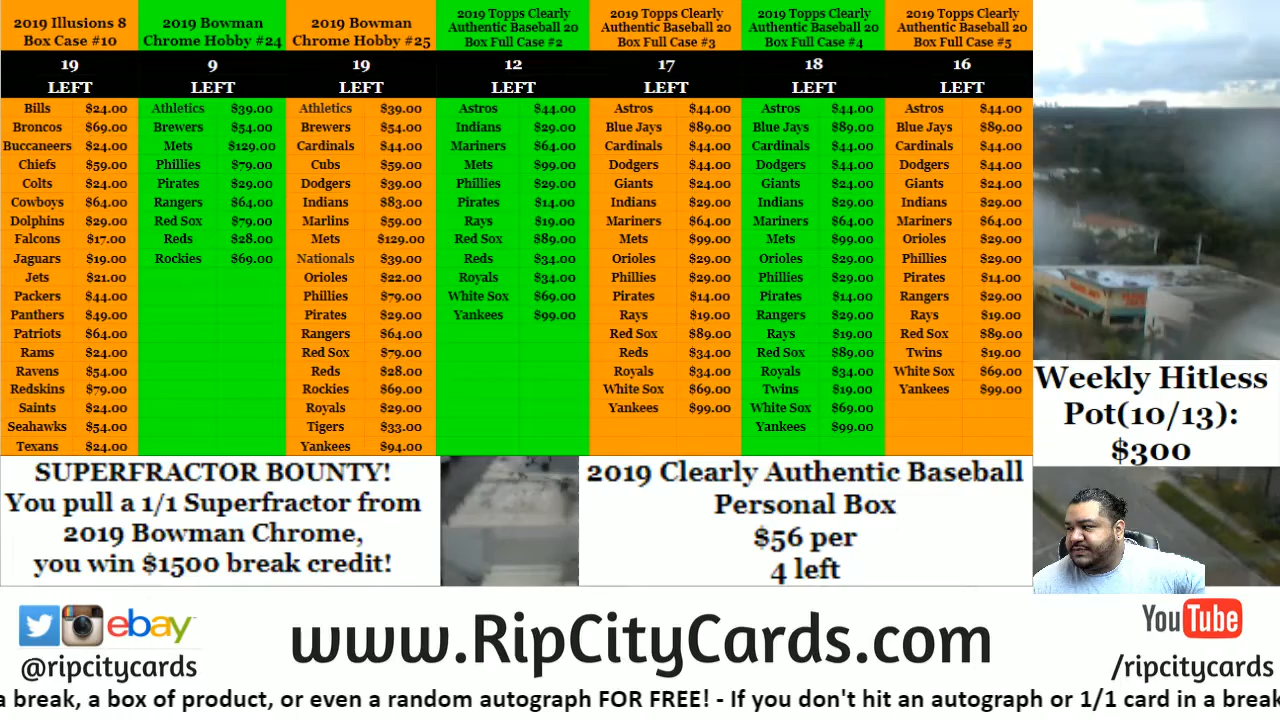 2019 Illusions 8
Box Case #10
19
LEFT
Bills $24.00
Broncos $69.00
Buccaneers $24.00
Chiefs $59.00
Colts $24.00
Cowboys $64.00
Dolphins $29.00
Falcons $17.00
Jaguars $19.00
Jets $21.00
Packers $44.00
Panthers $49.00
Patriots $64.00
Rams $24.00
Ravens $54.00
Redskins $79.00
Saints $24.00
Seahawks $54.00
Texans $24.00
2019 Bowman
Chrome Hobby #24
9
LEFT
Athletics $39.00
Brewers $54.00
Mets $129.00
Phillies $79.00
Pirates $29.00
Rangers $64.00
Red Sox $79.00
Reds $28.00
Rockies $69.00
2019 Bowman
Chrome Hobby #25
19
LEFT
Athletics $39.00
Brewers $54.00
Cardinals $44.00
Cubs $59.00
Dodgers $39.00
Indians $83.00
Marlins $59.00
Mets $129.00
Nationals $39.00
Orioles $22.00
Phillies $79.00
Pirates $29.00
Rangers $64.00
Red Sox $79.00
Reds $28.00
Rockies $69.00
Royals $29.00
Tigers $33.00
Yankees $94.00
2019 Topps Clearly
Authentic Baseball 20
Box Full Case #2
12
LEFT
Astros $44.00
Indians $29.00
Mariners $64.00
Mets $99.00
Phillies $29.00
Pirates $14.00
Rays $19.00
Red Sox $89.00
Reds $34.00
Royals $34.00
White Sox $69.00
Yankees $99.00
2019 Topps Clearly
Authentic Baseball 20
Box Full Case #3
17
LEFT
Astros $44.00
Blue Jays $89.00
Cardinals $44.00
Dodgers $44.00
Giants $24.00
Indians $29.00
Mariners $64.00
Mets $99.00
Orioles $29.00
Phillies $29.00
Pirates $14.00
Rays $19.00
Red Sox $89.00
Reds $34.00
Royals $34.00
White Sox $69.00
Yankees $99.00
2019 Topps Clearly
Authentic Baseball 20
Box Full Case #4
18
LEFT
Astros $44.00
Blue Jays $89.00
Cardinals $44.00
Dodgers $44.00
Giants $24.00
Indians $29.00
Mariners $64.00
Mets $99.00
Orioles $29.00
Phillies $29.00
Pirates $14.00
Rangers $29.00
Rays $19.00
Red Sox $89.00
Royals $34.00
Twins $19.00
White Sox $69.00
Yankees $99.00
2019 Topps Clearly
Authentic Baseball 20
Box Full Case #5
16
LEFT
Astros $44.00
Blue Jays $89.00
Cardinals $44.00
Dodgers $44.00
Giants $24.00
Indians $29.00
Mariners $64.00
Orioles $29.00
Phillies $29.00
Pirates $14.00
Rangers $29.00
Rays $19.00
Red Sox $89.00
Twins $19.00
White Sox $69.00
Yankees $99.00
Weekly Hitless
Pot(10/13):
$300
SUPERFRACTOR BOUNTY!
You pull a 1/1 Superfractor from
2019 Bowman Chrome,
you win $1500 break credit!
2019 Clearly Authentic Baseball
Personal Box
$56 per
4 left
ebay
@ripcitycards
www.RipCityCards.com
YouTube
/ripcitycards
a break, a box of product, or even a random autograph FOR FREE! - If you don't hit an autograph or 1/1 card in a break